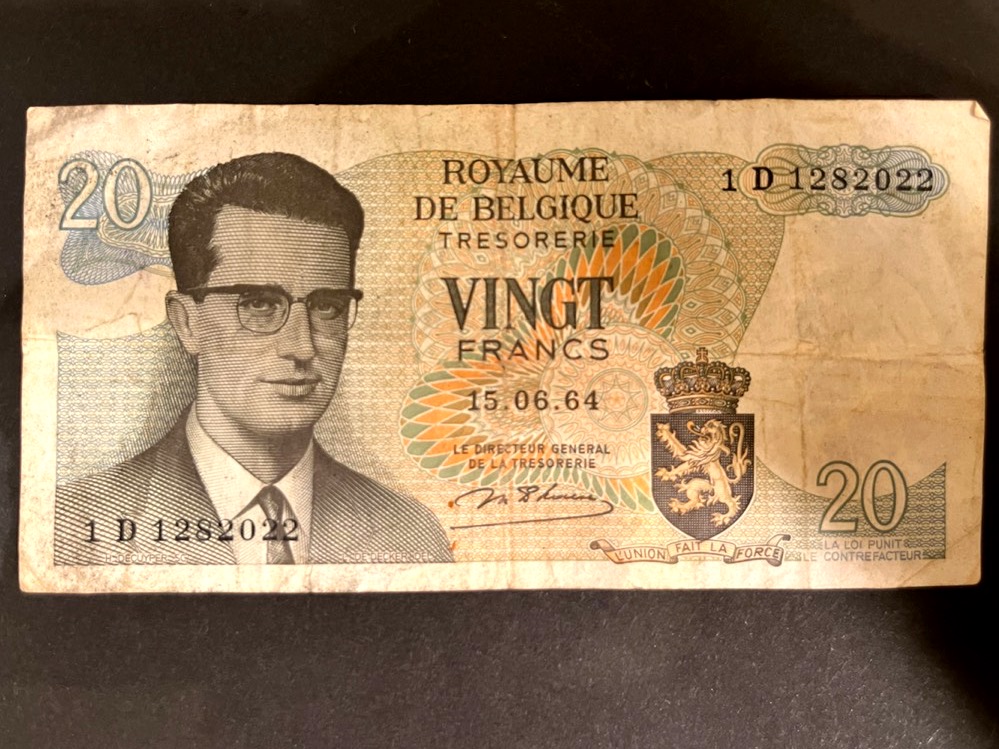 20
ROYAUME
DE BELGIQUE
TRESORERIE
1 D 1282022
VINGT
FRANCS
15.06.64
LE DIRECTEUR GENERAL
DE LA TRESORERIE
1 D 1282022
20
L'UNION FAIT LA FORCE
LA LOI PUNIT
LE CONTREFACTEUR